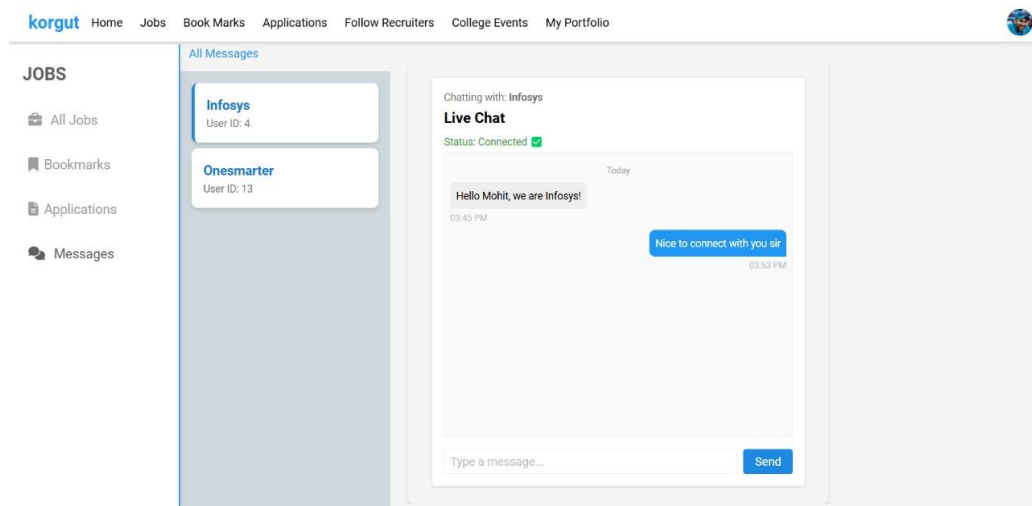 korgut Home Jobs Book Marks Applications Follow Recruiters College Events My Portfolio
JOBS
All Jobs
Bookmarks
Applications
Messages
All Messages
Infosys
User ID: 4
Onesmarter
User ID: 13
Chatting with: Infosys
Live Chat
Status: Connected ✅
Today
Hello Mohit, we are Infosys!
03:45 PM
Nice to connect with you sir
03:53 PM
Type a message...
Send